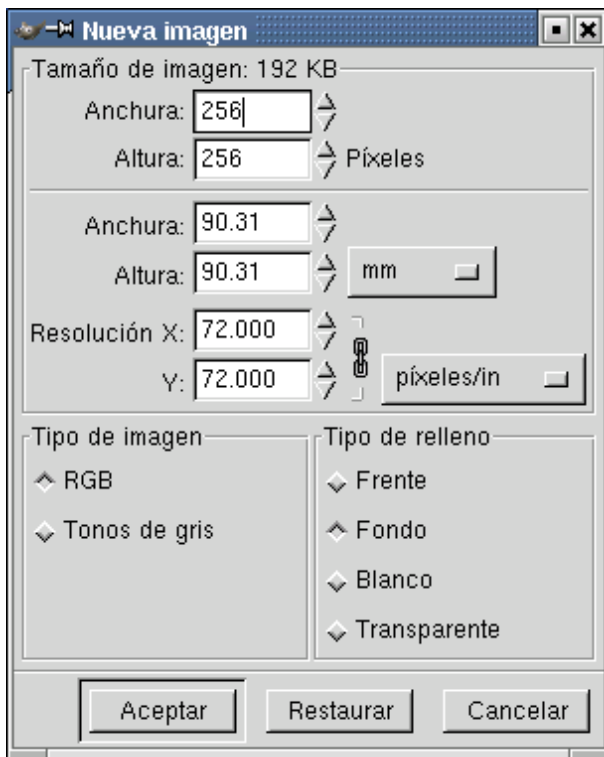 Nueva imagen
Tamaño de imagen: 192 KB
Anchura: 256
Altura: 256 Píxeles
Anchura: 90.31
Altura: 90.31 mm
Resolución X: 72.000
Y: 72.000 píxeles/in
Tipo de imagen
RGB
Tonos de gris
Tipo de relleno
Frente
Fondo
Blanco
Transparente
Aceptar Restaurar Cancelar